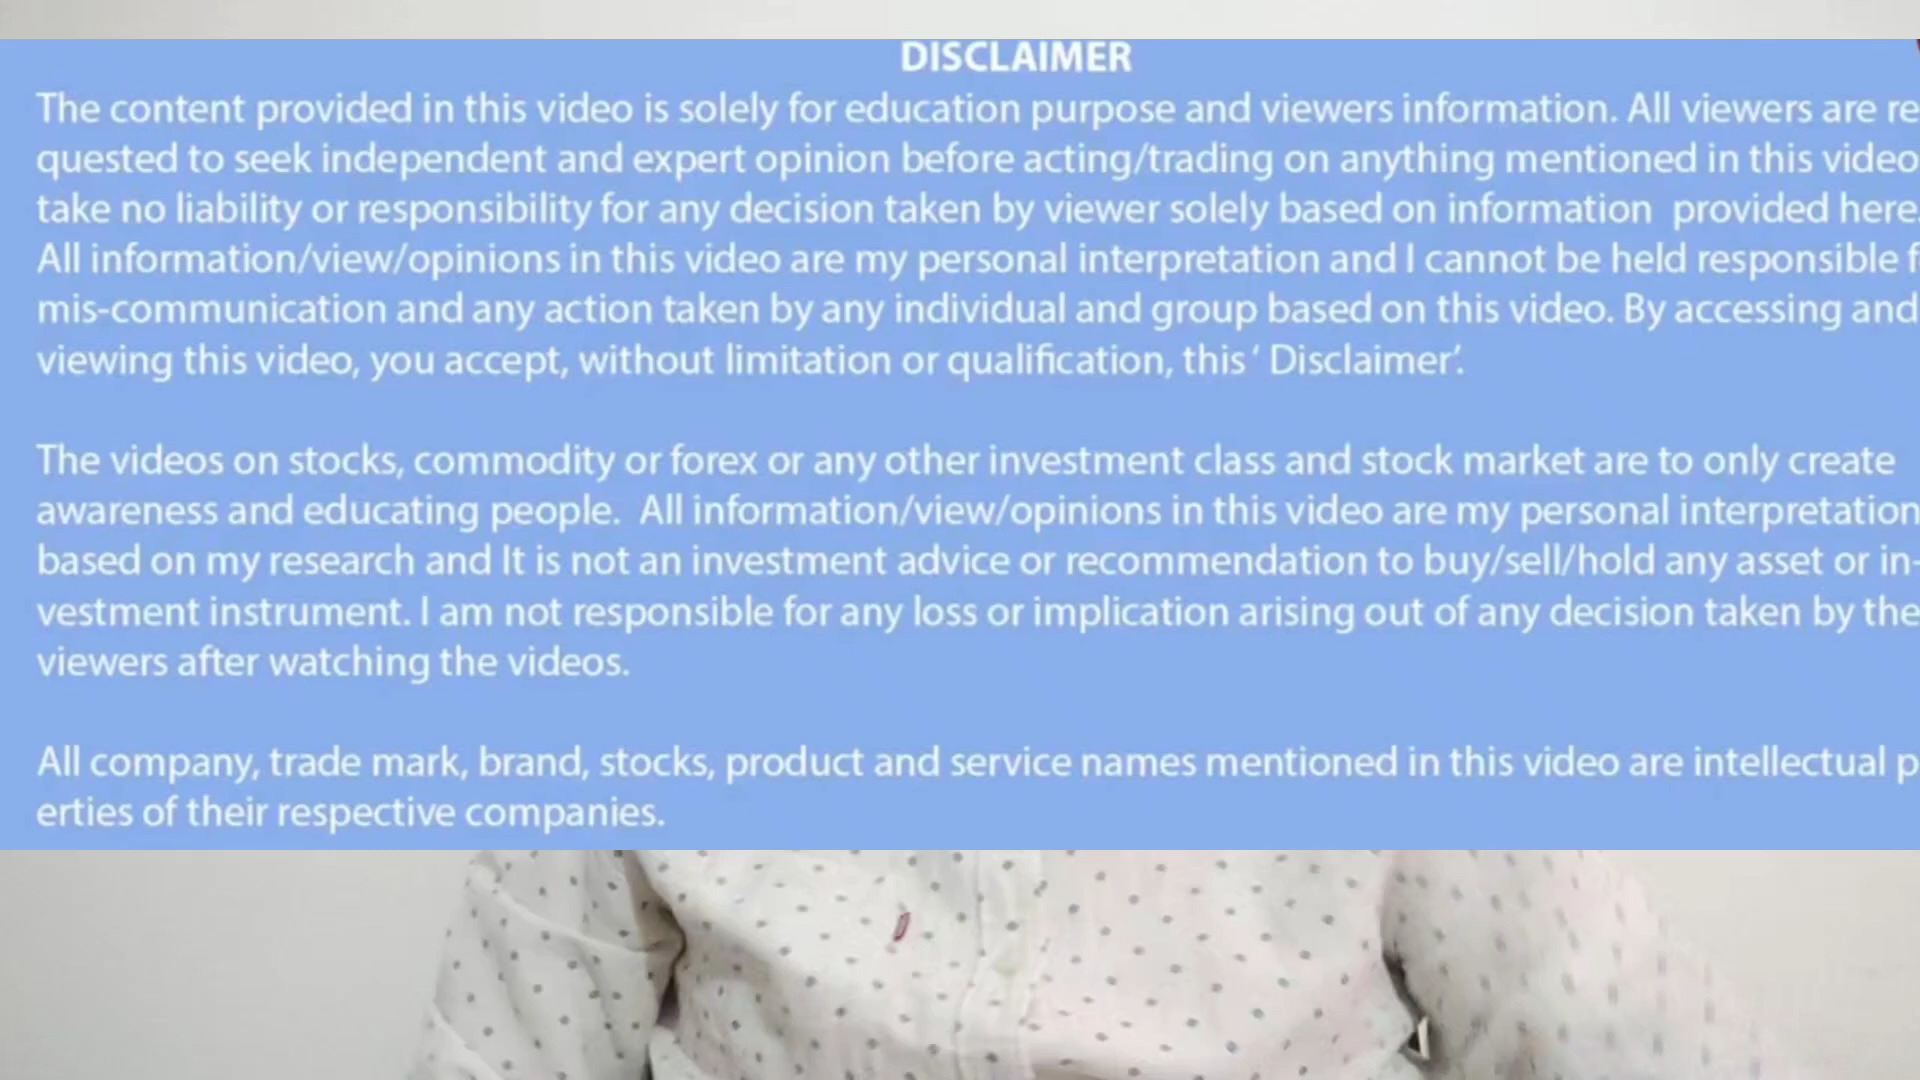 DISCLAIMER
The content provided in this video is solely for education purpose and viewers information. All viewers are re
quested to seek independent and expert opinion before acting/trading on anything mentioned in this video
take no liability or responsibility for any decision taken by viewer solely based on information provided here.
All information/view/opinions in this video are my personal interpretation and I cannot be held responsible f
mis-communication and any action taken by any individual and group based on this video. By accessing and
viewing this video, you accept, without limitation or qualification, this ‘ Disclaimer’.
The videos on stocks, commodity or forex or any other investment class and stock market are to only create
awareness and educating people. All information/view/opinions in this video are my personal interpretation
based on my research and It is not an investment advice or recommendation to buy/sell/hold any asset or in-
vestment instrument. I am not responsible for any loss or implication arising out of any decision taken by the
viewers after watching the videos.
All company, trade mark, brand, stocks, product and service names mentioned in this video are intellectual p
erties of their respective companies.